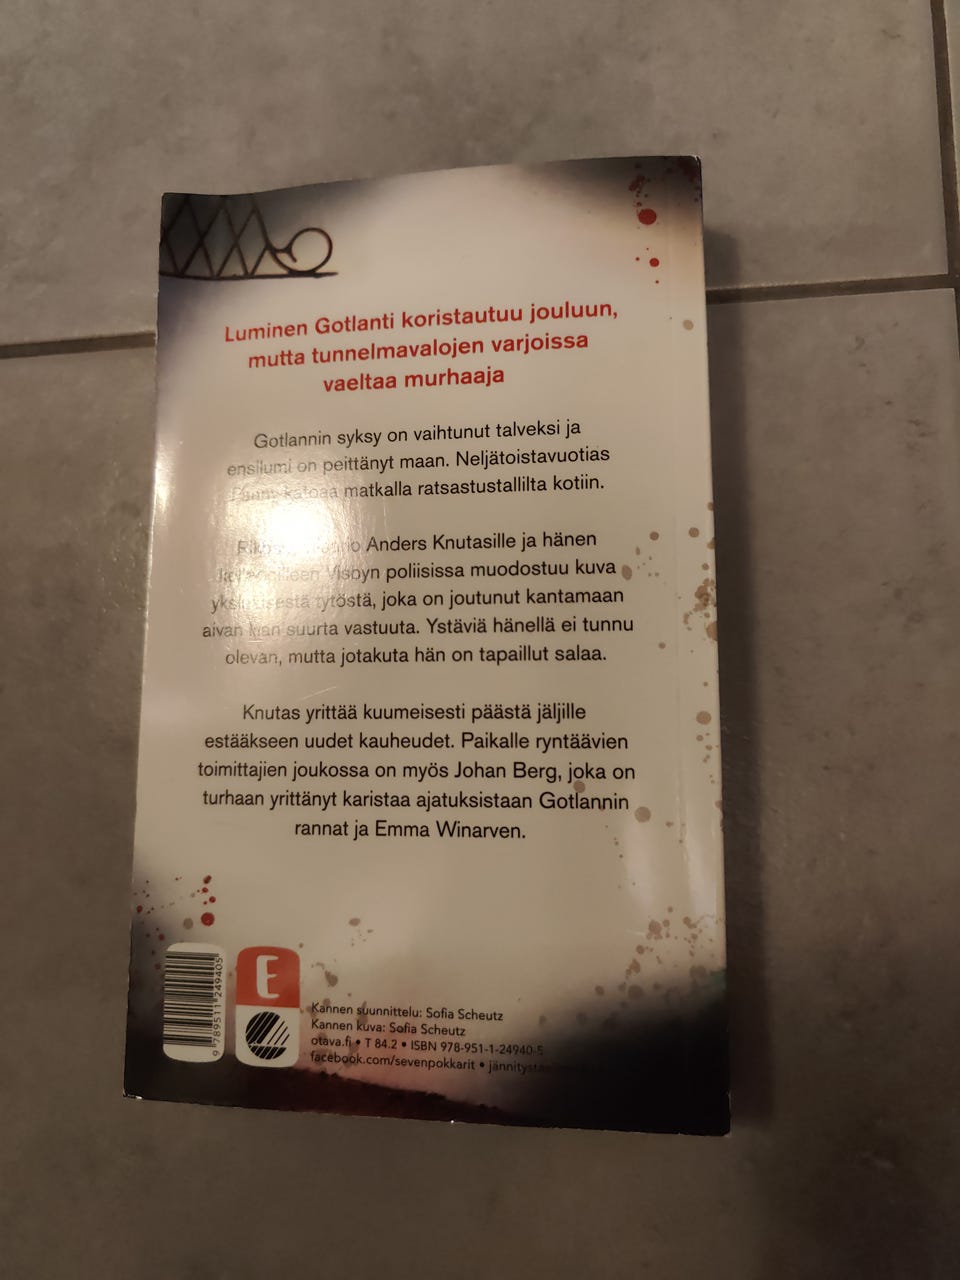 Luminen Gotlanti koristautuu jouluun,
mutta tunnelmavalojen varjoissa
vaeltaa murhaaja
Gotlannin syksy on vaihtunut talveksi ja
ensilumi on peittänyt maan. Neljätoistavuotias
Fanny katoaa matkalla ratsastustallilta kotiin.
Anders Knutasille ja hänen
Visbyn poliisissa muodostuu kuva
yksinäisestä tytöstä, joka on joutunut kantamaan
aivan liian suurta vastuuta. Ystäviä hänellä ei tunnu
olevan, mutta jotakuta hän on tapaillut salaa.
Knutas yrittää kuumeisesti päästä jäljille
estääkseen uudet kauheudet. Paikalle ryntäävien
toimittajien joukossa on myös Johan Berg, joka on
turhaan yrittänyt karistaa ajatuksistaan Gotlannin
rannat ja Emma Winarven.
9 789511 249405
E
Kannen suunnittelu: Sofia Scheutz
Kannen kuva: Sofia Scheutz
otava.fi • T 84.2 • ISBN 978-951-1-24940-5
facebook.com/sevenpokkarit •